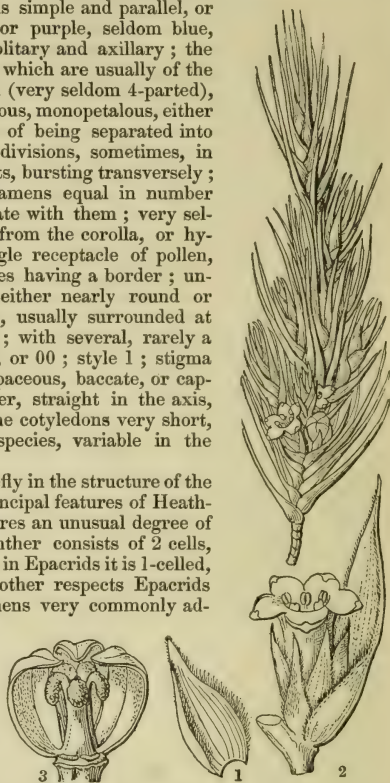 s simple and parallel, or
or purple, seldom blue,
olitary and axillary ; the
which are usually of the
(very seldom 4-parted),
ous, monopetalous, either
of being separated into
divisions, sometimes, in
ts, bursting transversely ;
amens equal in number
ate with them ; very sel-
from the corolla, or hy-
gle receptacle of pollen,
es having a border ; un-
either nearly round or
, usually surrounded at
; with several, rarely a
, or 00 ; style 1 ; stigma
paceous, baccate, or cap-
er, straight in the axis,
ne cotyledons very short,
species, variable in the
fly in the structure of the
ncipal features of Heath-
res an unusual degree of
nther consists of 2 cells,
in Epacrids it is 1-celled,
other respects Epacrids
nens very commonly ad-
3 1 2